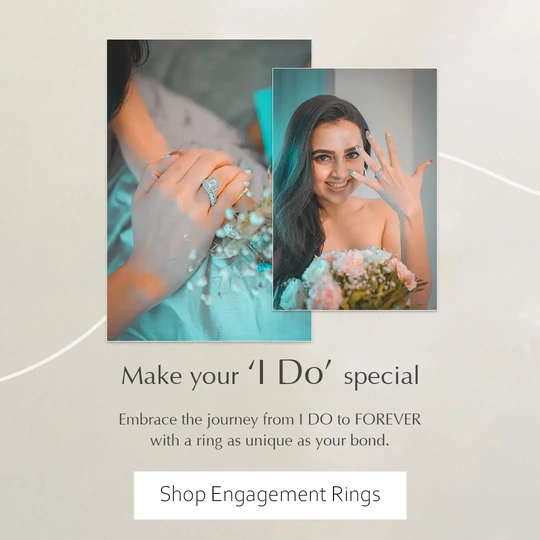 Make your ‘I Do’ special
Embrace the journey from I DO to FOREVER
with a ring as unique as your bond.
Shop Engagement Rings